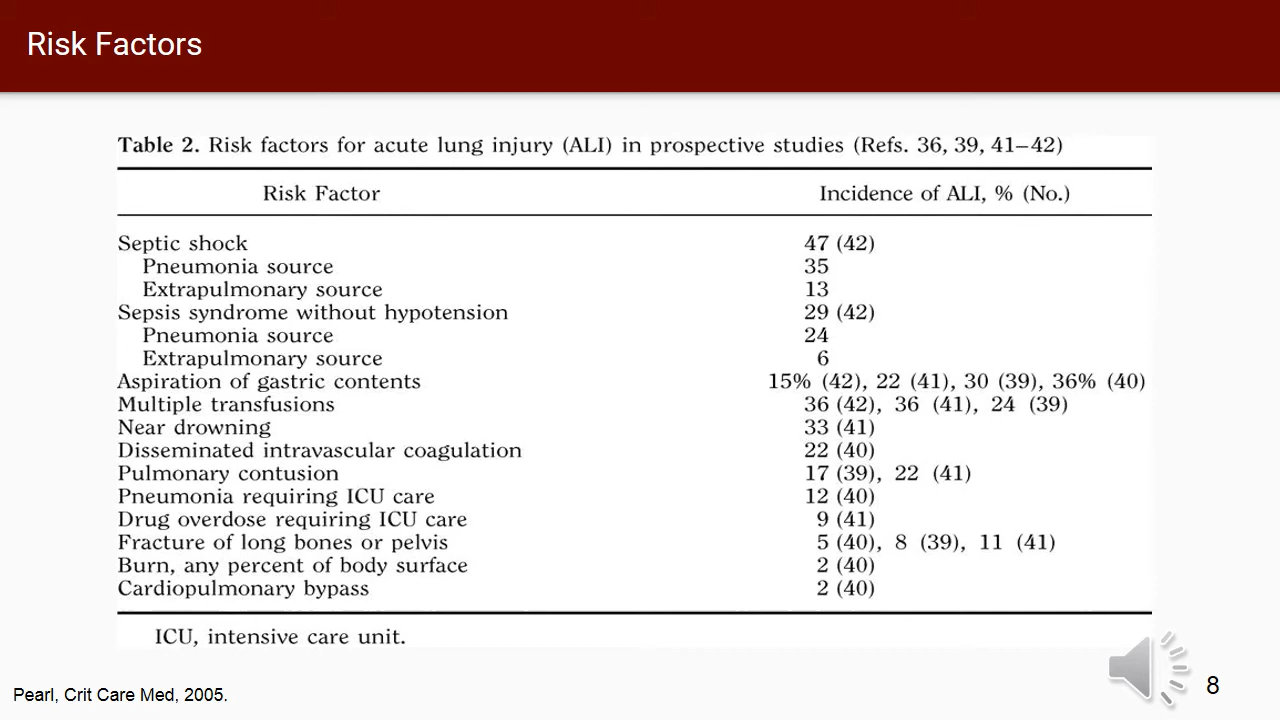 Risk Factors
Table 2. Risk factors for acute lung injury (ALI) in prospective studies (Refs. 36, 39, 41–42)
Risk Factor Incidence of ALI, % (No.)
Septic shock 47 (42)
Pneumonia source 35
Extrapulmonary source 13
Sepsis syndrome without hypotension 29 (42)
Pneumonia source 24
Extrapulmonary source 6
Aspiration of gastric contents 15% (42), 22 (41), 30 (39), 36% (40)
Multiple transfusions 36 (42), 36 (41), 24 (39)
Near drowning 33 (41)
Disseminated intravascular coagulation 22 (40)
Pulmonary contusion 17 (39), 22 (41)
Pneumonia requiring ICU care 12 (40)
Drug overdose requiring ICU care 9 (41)
Fracture of long bones or pelvis 5 (40), 8 (39), 11 (41)
Burn, any percent of body surface 2 (40)
Cardiopulmonary bypass 2 (40)
ICU, intensive care unit.
Pearl, Crit Care Med, 2005.
8